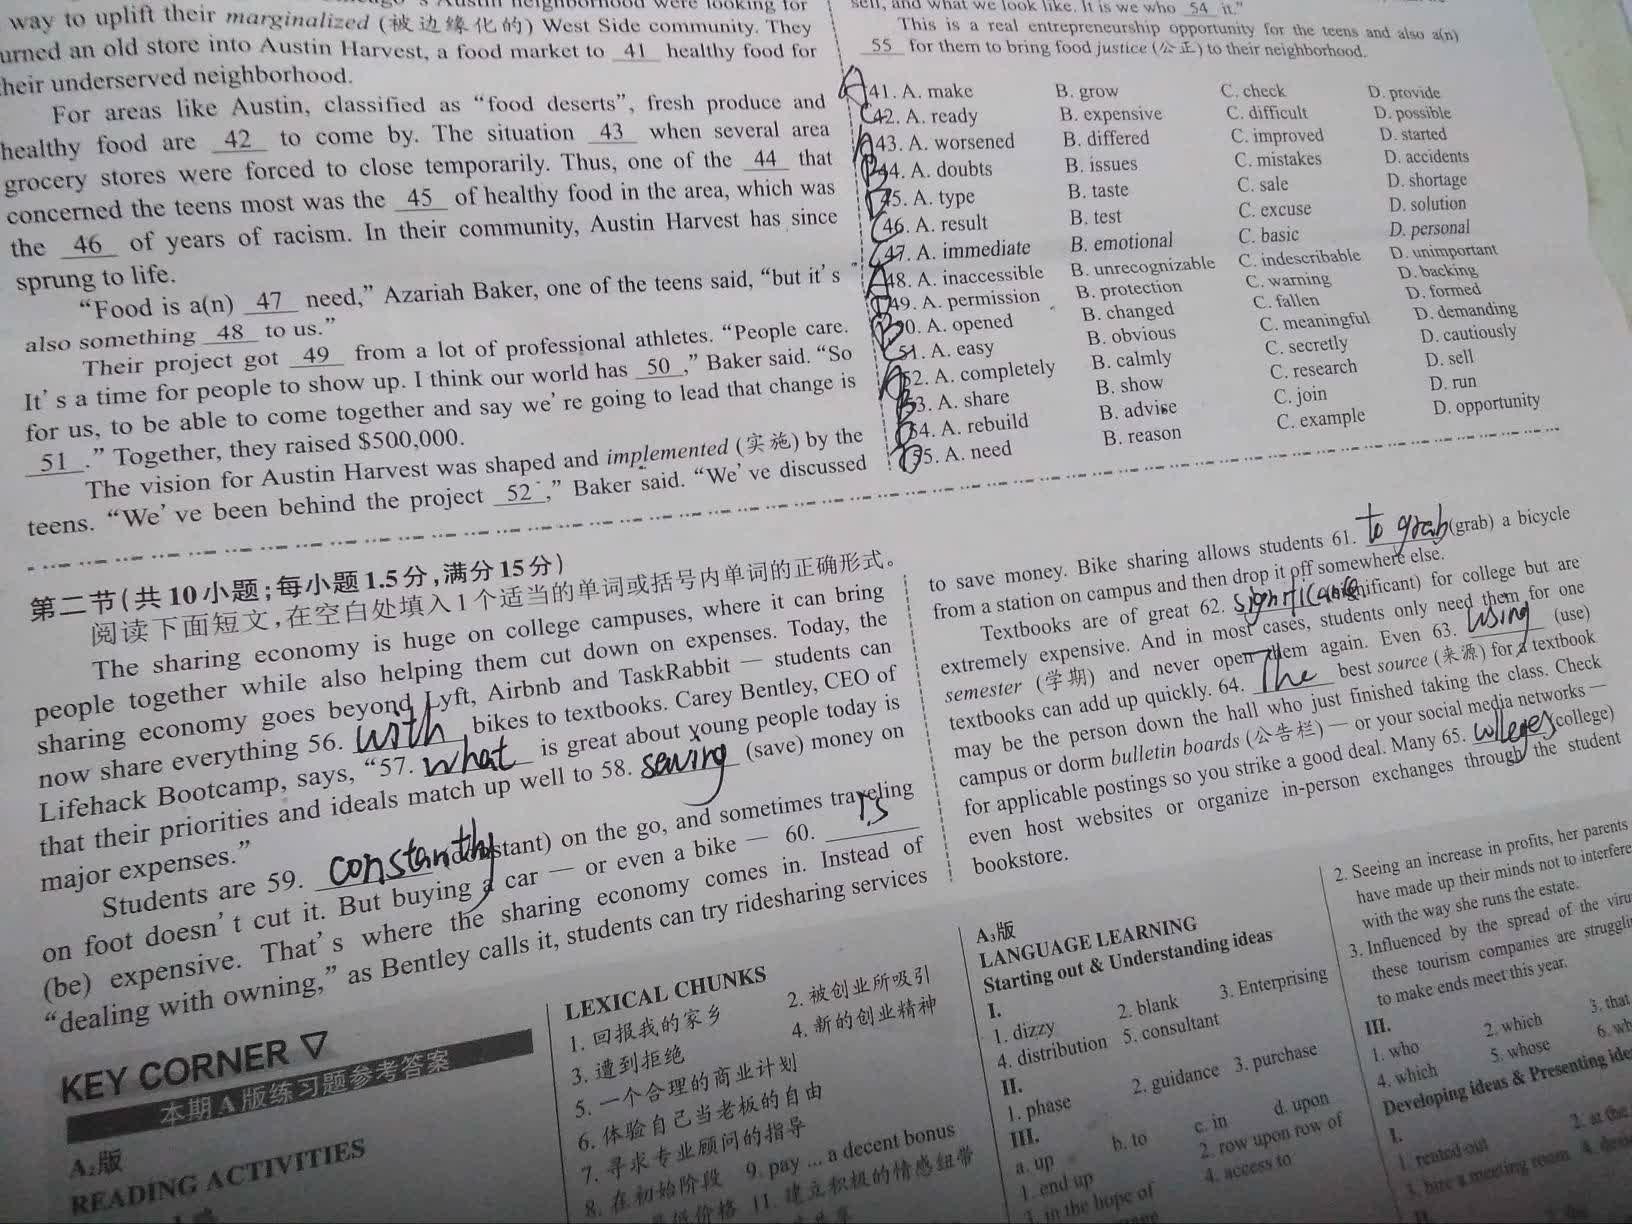 way to uplift their marginalized (被边缘化的) West Side community. They
urned an old store into Austin Harvest, a food market to 41 healthy food for
their underserved neighborhood.
For areas like Austin, classified as “food deserts”, fresh produce and
healthy food are 42 to come by. The situation 43 when several area
grocery stores were forced to close temporarily. Thus, one of the 44 that
concerned the teens most was the 45 of healthy food in the area, which was
the 46 of years of racism. In their community, Austin Harvest has since
sprung to life.
“Food is a(n) 47 need,” Azariah Baker, one of the teens said, “but it's
also something 48 to us.”
Their project got 49 from a lot of professional athletes. “People care.
It's a time for people to show up. I think our world has 50,” Baker said. “So
for us, to be able to come together and say we're going to lead that change is
51.” Together, they raised $500,000.
The vision for Austin Harvest was shaped and implemented (实施) by the
teens. “We've been behind the project 52,” Baker said. “We've discussed
self, and what we look like. It is we who 54 it.”
This is a real entrepreneurship opportunity for the teens and also a(n)
55 for them to bring food justice (公正) to their neighborhood.
A 41. A. make B. grow C. check D. provide
C 42. A. ready B. expensive C. difficult D. possible
A 43. A. worsened B. differed C. improved D. started
B 44. A. doubts B. issues C. mistakes D. accidents
D 45. A. type B. taste C. sale D. shortage
C 46. A. result B. test C. excuse D. solution
C 47. A. immediate B. emotional C. basic D. personal
A 48. A. inaccessible B. unrecognizable C. indescribable D. unimportant
D 49. A. permission B. protection C. warning D. backing
B 50. A. opened B. changed C. fallen D. formed
C 51. A. easy B. obvious C. meaningful D. demanding
A 52. A. completely B. calmly C. secretly D. cautiously
B 53. A. share B. show C. research D. sell
D 54. A. rebuild B. advise C. join D. run
D 55. A. need B. reason C. example D. opportunity
第二节(共10小题;每小题1.5分,满分15分)
阅读下面短文,在空白处填入1个适当的单词或括号内单词的正确形式。
The sharing economy is huge on college campuses, where it can bring
people together while also helping them cut down on expenses. Today, the
sharing economy goes beyond Lyft, Airbnb and TaskRabbit — students can
now share everything 56. with bikes to textbooks. Carey Bentley, CEO of
Lifehack Bootcamp, says, “57. what is great about young people today is
that their priorities and ideals match up well to 58. saving (save) money on
major expenses.”
Students are 59. constantly (constant) on the go, and sometimes traveling
on foot doesn't cut it. But buying a car — or even a bike — 60. is
(be) expensive. That's where the sharing economy comes in. Instead of
“dealing with owning,” as Bentley calls it, students can try ridesharing services
to save money. Bike sharing allows students 61. to grab (grab) a bicycle
from a station on campus and then drop it off somewhere else.
Textbooks are of great 62. significance (significant) for college but are
extremely expensive. And in most cases, students only need them for one
semester (学期) and never open them again. Even 63. using (use)
textbooks can add up quickly. 64. The best source (来源) for a textbook
may be the person down the hall who just finished taking the class. Check
campus or dorm bulletin boards (公告栏) — or your social media networks —
for applicable postings so you strike a good deal. Many 65. colleges (college)
even host websites or organize in-person exchanges through the student
bookstore.
KEY CORNER
本期A版练习题参考答案
A2版
READING ACTIVITIES
LEXICAL CHUNKS
1. 回报我的家乡 2. 被创业所吸引
3. 遭到拒绝 4. 新的创业精神
5. 一个合理的商业计划
6. 体验自己当老板的自由
7. 寻求专业顾问的指导
8. 在初始阶段 9. pay ... a decent bonus
11. 建立积极的情感纽带
A3版
LANGUAGE LEARNING
Starting out & Understanding ideas
I.
1. dizzy 2. blank 3. Enterprising
4. distribution 5. consultant
II.
1. phase 2. guidance 3. purchase
III.
a. up b. to c. in d. upon
1. end up 2. row upon row of
3. in the hope of 4. access to
2. Seeing an increase in profits, her parents
have made up their minds not to interfere
with the way she runs the estate.
3. Influenced by the spread of the virus
these tourism companies are struggling
to make ends meet this year.
III.
1. who 2. which 3. that
4. which 5. whose
Developing ideas & Presenting ideas
I.
1. rented out
3. hire a meeting room